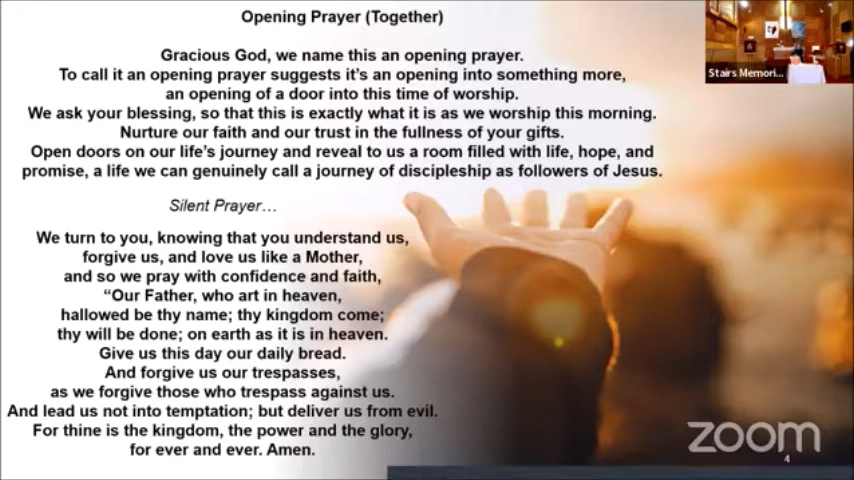 Opening Prayer (Together)
Gracious God, we name this an opening prayer.
To call it an opening prayer suggests it's an opening into something more,
an opening of a door into this time of worship.
We ask your blessing, so that this is exactly what it is as we worship this morning.
Nurture our faith and our trust in the fullness of your gifts.
Open doors on our life's journey and reveal to us a room filled with life, hope, and
promise, a life we can genuinely call a journey of discipleship as followers of Jesus.
Silent Prayer…
We turn to you, knowing that you understand us,
forgive us, and love us like a Mother,
and so we pray with confidence and faith,
“Our Father, who art in heaven,
hallowed be thy name; thy kingdom come;
thy will be done; on earth as it is in heaven.
Give us this day our daily bread.
And forgive us our trespasses,
as we forgive those who trespass against us.
And lead us not into temptation; but deliver us from evil.
For thine is the kingdom, the power and the glory,
for ever and ever. Amen.
Stairs Memori...
zoom
4